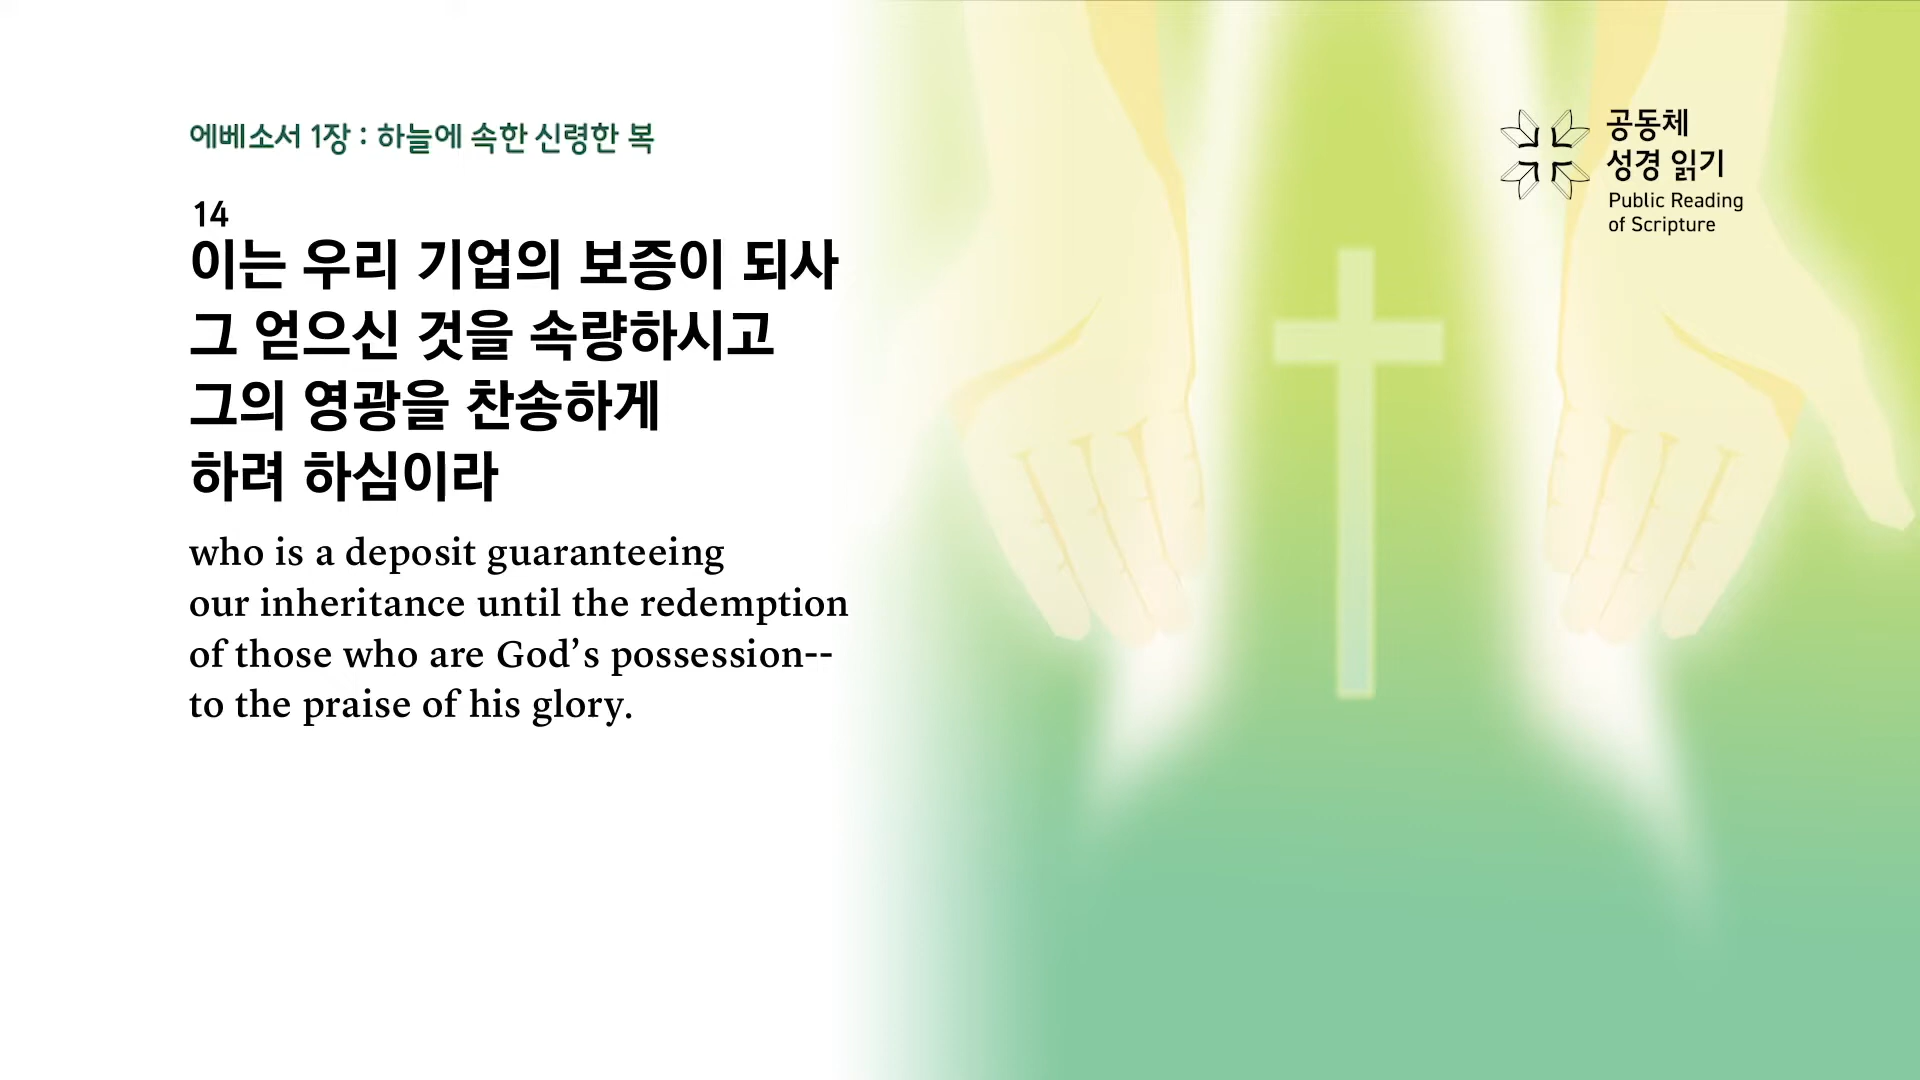 에베소서 1장 : 하늘에 속한 신령한 복
14
이는 우리 기업의 보증이 되사
그 얻으신 것을 속량하시고
그의 영광을 찬송하게
하려 하심이라
who is a deposit guaranteeing
our inheritance until the redemption
of those who are God’s possession--
to the praise of his glory.
공동체
성경 읽기
Public Reading
of Scripture